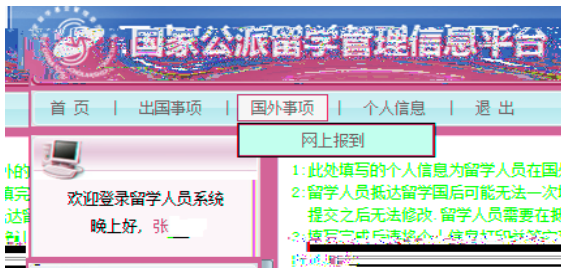 国家公派留学管理信息平台
首页 | 出国事项 | 国外事项 | 个人信息 | 退出
网上报到
欢迎登录留学人员系统
晚上好，张
1:此处填写的个人信息为留学人员在国
2:留学人员抵达留学国后可能无法一次
提交之后无法修改.留学人员需要在抵